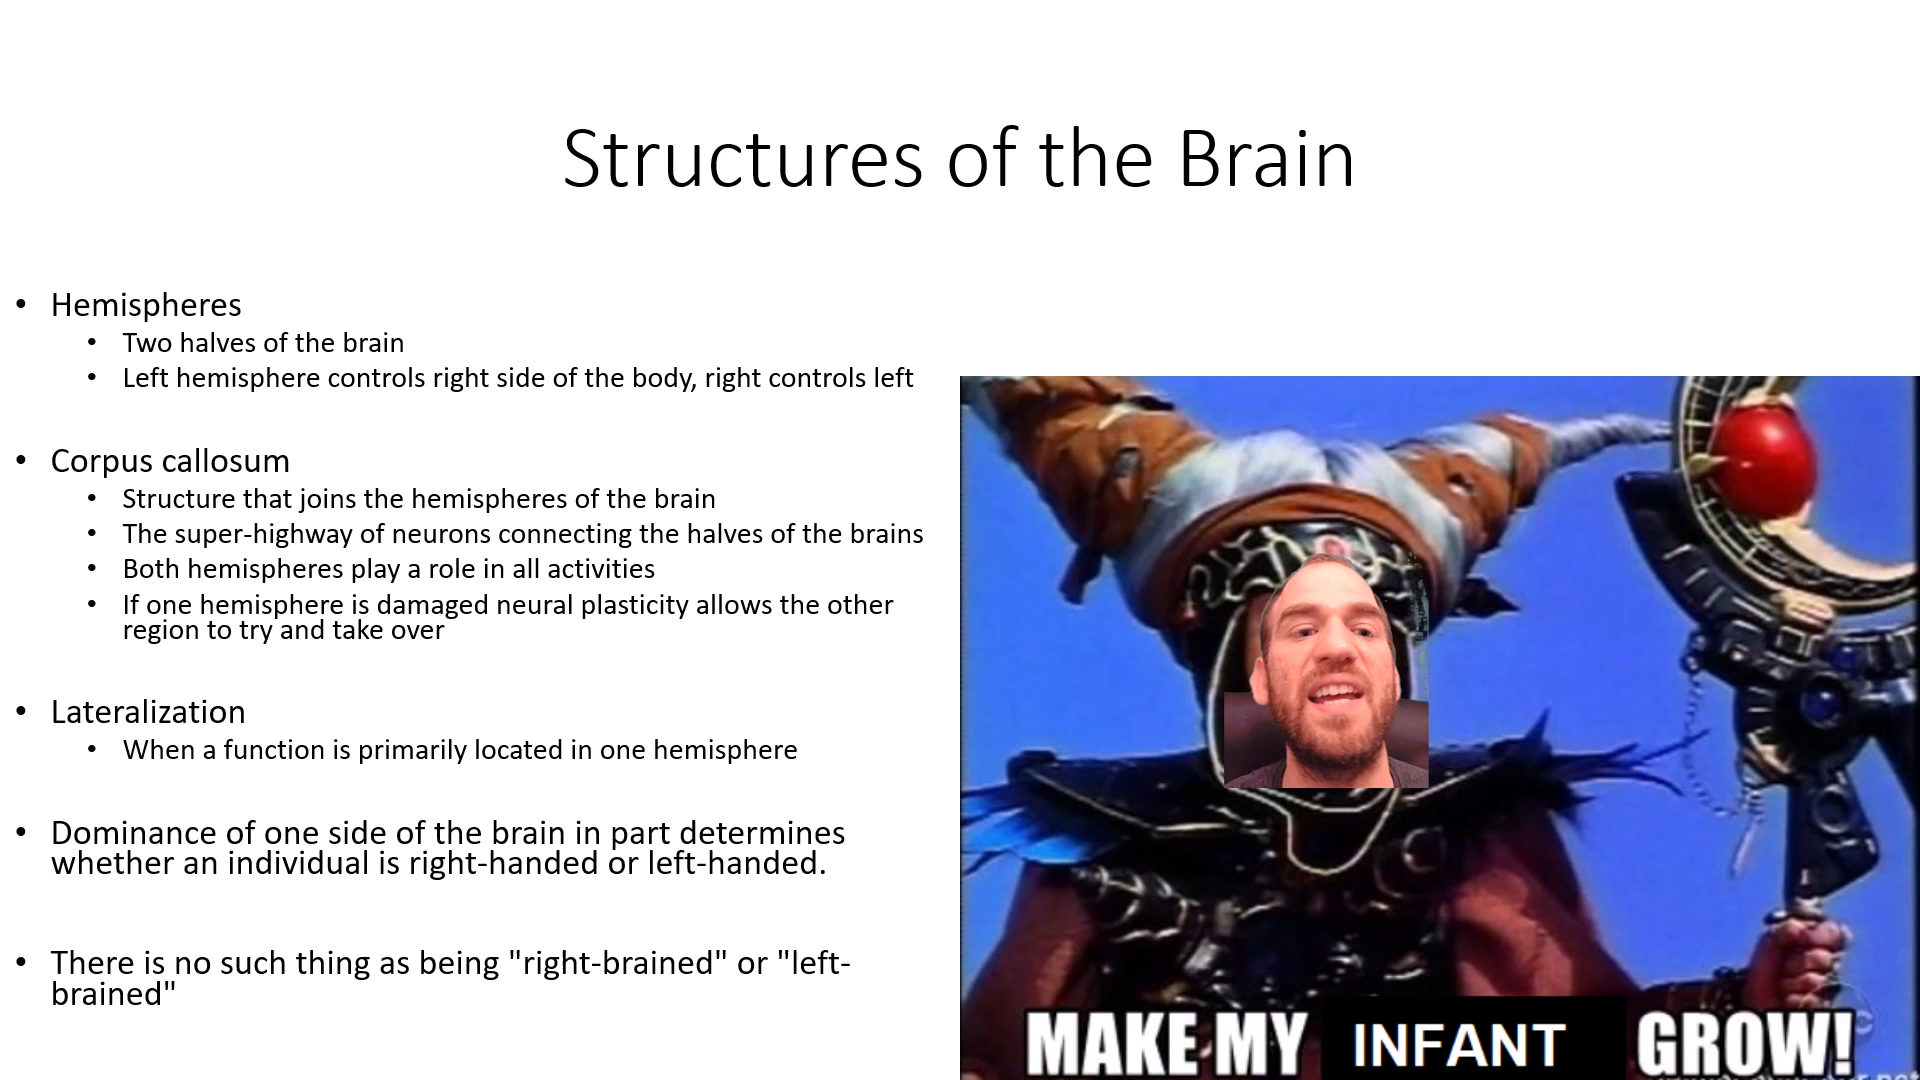 Structures of the Brain
• Hemispheres
• Two halves of the brain
• Left hemisphere controls right side of the body, right controls left
• Corpus callosum
• Structure that joins the hemispheres of the brain
• The super-highway of neurons connecting the halves of the brains
• Both hemispheres play a role in all activities
• If one hemisphere is damaged neural plasticity allows the other
region to try and take over
• Lateralization
• When a function is primarily located in one hemisphere
• Dominance of one side of the brain in part determines
whether an individual is right-handed or left-handed.
• There is no such thing as being "right-brained" or "left-
brained"
MAKE MY INFANT GROW!